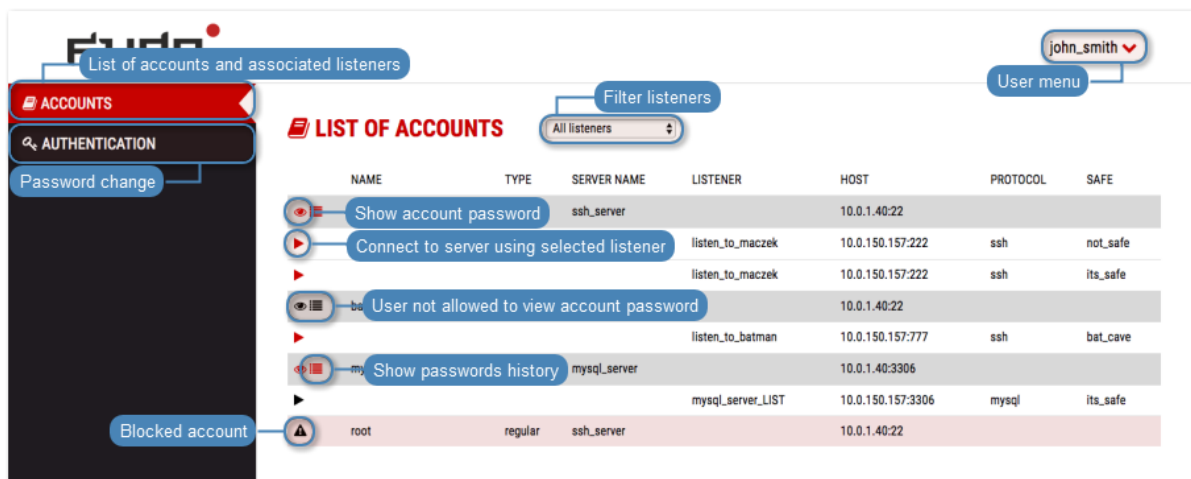 List of accounts and associated listeners
john_smith
User menu
ACCOUNTS
Filter listeners
LIST OF ACCOUNTS
All listeners
AUTHENTICATION
Password change
NAME TYPE SERVER NAME LISTENER HOST PROTOCOL SAFE
Show account password ssh_server 10.0.1.40:22
Connect to server using selected listener listen_to_maczek 10.0.150.157:222 ssh not_safe
listen_to_maczek 10.0.150.157:222 ssh its_safe
User not allowed to view account password 10.0.1.40:22
listen_to_batman 10.0.150.157:777 ssh bat_cave
Show passwords history mysql_server 10.0.1.40:3306
mysql_server_LIST 10.0.150.157:3306 mysql its_safe
Blocked account root regular ssh_server 10.0.1.40:22